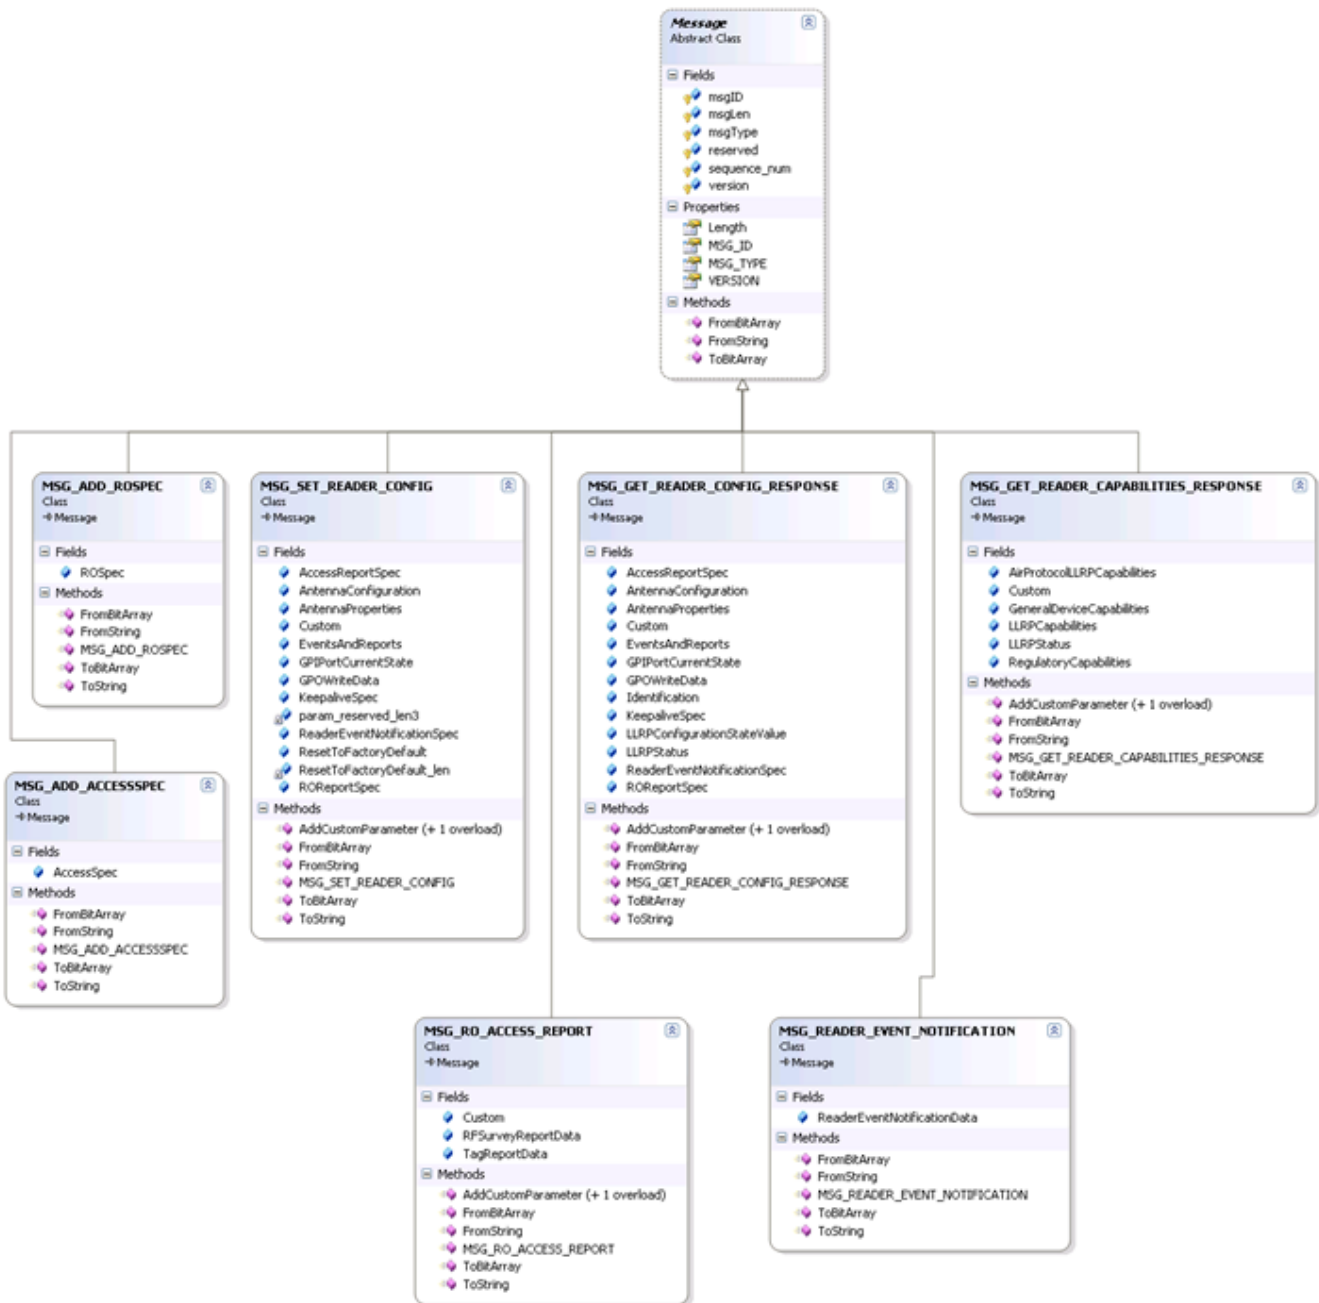 Message
Abstract Class
Fields
msgID
msgLen
msgType
reserved
sequence_num
version
Properties
Length
MSG_ID
MSG_TYPE
VERSION
Methods
FromBitArray
FromString
ToBitArray
MSG_ADD_ROSPEC
Class
Message
Fields
ROSpec
Methods
FromBitArray
FromString
MSG_ADD_ROSPEC
ToBitArray
ToString
MSG_SET_READER_CONFIG
Class
Message
Fields
AccessReportSpec
AntennaConfiguration
AntennaProperties
Custom
EventsAndReports
GPIPortCurrentState
GPOWriteData
KeepaliveSpec
param_reserved_len3
ReaderEventNotificationSpec
ResetToFactoryDefault
ResetToFactoryDefault_len
ROReportSpec
Methods
AddCustomParameter (+ 1 overload)
FromBitArray
FromString
MSG_SET_READER_CONFIG
ToBitArray
ToString
MSG_GET_READER_CONFIG_RESPONSE
Class
Message
Fields
AccessReportSpec
AntennaConfiguration
AntennaProperties
Custom
EventsAndReports
GPIPortCurrentState
GPOWriteData
Identification
KeepaliveSpec
LLRPConfigurationStateValue
LLRPStatus
ReaderEventNotificationSpec
ROReportSpec
Methods
AddCustomParameter (+ 1 overload)
FromBitArray
FromString
MSG_GET_READER_CONFIG_RESPONSE
ToBitArray
ToString
MSG_GET_READER_CAPABILITIES_RESPONSE
Class
Message
Fields
AirProtocolLLRPCapabilities
Custom
GeneralDeviceCapabilities
LLRPCapabilities
LLRPStatus
RegulatoryCapabilities
Methods
AddCustomParameter (+ 1 overload)
FromBitArray
FromString
MSG_GET_READER_CAPABILITIES_RESPONSE
ToBitArray
ToString
MSG_ADD_ACCESSSPEC
Class
Message
Fields
AccessSpec
Methods
FromBitArray
FromString
MSG_ADD_ACCESSSPEC
ToBitArray
ToString
MSG_RO_ACCESS_REPORT
Class
Message
Fields
Custom
RFSurveyReportData
TagReportData
Methods
AddCustomParameter (+ 1 overload)
FromBitArray
FromString
MSG_RO_ACCESS_REPORT
ToBitArray
ToString
MSG_READER_EVENT_NOTIFICATION
Class
Message
Fields
ReaderEventNotificationData
Methods
FromBitArray
FromString
MSG_READER_EVENT_NOTIFICATION
ToBitArray
ToString